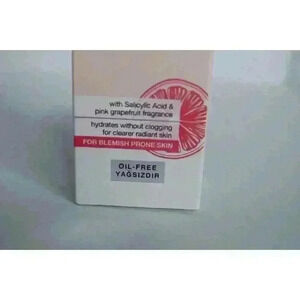 with Salicylic Acid &
pink grapefruit fragrance
hydrates without clogging
for clearer radiant skin
FOR BLEMISH PRONE SKIN
OIL-FREE
YAĞSIZDIR